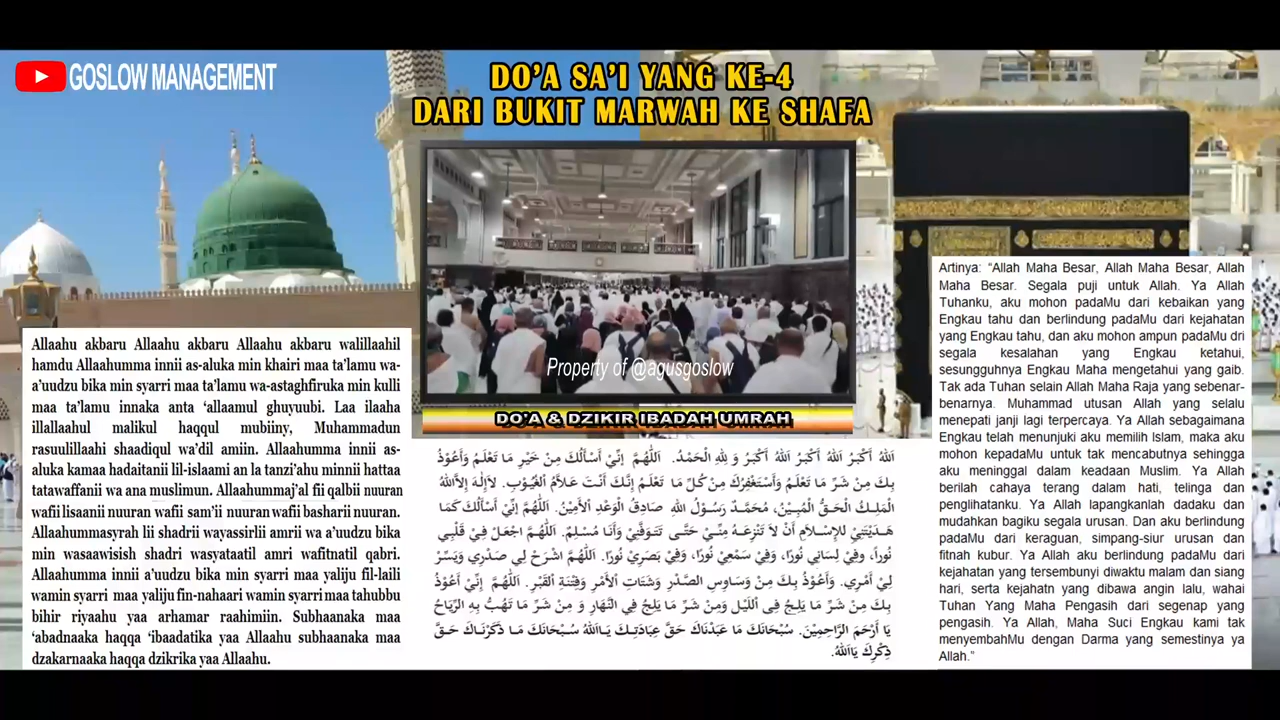 GOSLOW MANAGEMENT
DO'A SA'I YANG KE-4
DARI BUKIT MARWAH KE SHAFA
Property of @agusgoslow
DO'A & DZIKIR IBADAH UMRAH
Allaahu akbaru Allaahu akbaru Allaahu akbaru walillaahil
hamdu Allaahumma innii as-aluka min khairi maa ta'lamu wa-
a'uudzu bika min syarri maa ta'lamu wa-astaghfiruka min kulli
maa ta'lamu innaka anta 'allaamul ghuyuubi. Laa ilaaha
illallaahul malikul haqqul mubiiny, Muhammadun
rasuulillaahi shaadiqul wa'dil amiin. Allaahumma innii as-
aluka kamaa hadaitanii lil-islaami an la tanzi'ahu minnii hattaa
tatawaffanii wa ana muslimun. Allaahummaj'al fii qalbii nuuran
wafii lisaanii nuuran wafii sam'ii nuuran wafii basharii nuuran.
Allaahummasyrah lii shadrii wayassirlii amrii wa a'uudzu bika
min wasaawisish shadri wasyataatil amri wafitnatil qabri.
Allaahumma innii a'uudzu bika min syarri maa yaliju fil-laili
wamin syarri maa yaliju fin-nahaari wamin syarri maa tahubbu
bihir riyaahu yaa arhamar raahimiin. Subhaanaka maa
'abadnaaka haqqa 'ibaadatika yaa Allaahu subhaanaka maa
dzakarnaaka haqqa dzikrika yaa Allaahu.
اَللهُ أَكْبَرُ اَللهُ أَكْبَرُ اَللهُ أَكْبَرُ وَ لِلّٰهِ الْحَمْدُ. اَللّٰهُمَّ إِنِّيْ أَسْأَلُكَ مِنْ خَيْرِ مَا تَعْلَمُ وَأَعُوْذُ
بِكَ مِنْ شَرِّ مَا تَعْلَمُ وَأَسْتَغْفِرُكَ مِنْ كُلِّ مَا تَعْلَمُ إِنَّكَ أَنْتَ عَلاَّمُ الْغُيُوْبِ. لاَإِلٰهَ إِلاَّاللهُ
الْمَلِكُ الْحَقُّ الْمُبِيْنُ، مُحَمَّدٌ رَسُوْلُ اللهِ صَادِقُ الْوَعْدِ الْأَمِيْنُ. اَللّٰهُمَّ إِنِّيْ أَسْأَلُكَ كَمَا
هَدَيْتَنِيْ لِلْإِسْلَامِ أَنْ لَا تَنْزِعَهُ مِنِّيْ حَتَّى تَتَوَفَّنِيْ وَأَنَا مُسْلِمٌ. اَللّٰهُمَّ اجْعَلْ فِيْ قَلْبِيْ
نُوْراً، وفِيْ لِسَانِي نُورًا، وَفِيْ سَمْعِيْ نُورًا، وَفِيْ بَصَرِيْ نُورًا. اَللّٰهُمَّ اشْرَحْ لِي صَدْرِي وَيَسِّرْ
لِيْ أَمْرِي. وَأَعُوْذُ بِكَ مِنْ وَسَاوِسِ الصَّدْرِ وَشَتَاتِ الْأَمْرِ وَفِتْنَةِ الْقَبْرِ. اَللّٰهُمَّ إِنِّيْ أَعُوْذُ
بِكَ مِنْ شَرِّ مَا يَلِجُ فِى اللَّيْلِ وَمِنْ شَرِّ مَا يَلِجُ فِي النَّهَارِ وَ مِنْ شَرِّ مَا تَهُبُّ بِهِ الرِّيَاحُ
يَا أَرْحَمَ الرَّاحِمِيْنَ. سُبْحَانَكَ مَا عَبَدْنَاكَ حَقَّ عِبَادَتِكَ يَااَللهُ سُبْحَانَكَ مَا ذَكَرْنَاكَ حَقَّ
ذِكْرِكَ يَااَللهُ.
Artinya: "Allah Maha Besar, Allah Maha Besar, Allah
Maha Besar. Segala puji untuk Allah. Ya Allah
Tuhanku, aku mohon padaMu dari kebaikan yang
Engkau tahu dan berlindung padaMu dari kejahatan
yang Engkau tahu, dan aku mohon ampun padaMu dri
segala kesalahan yang Engkau ketahui,
sesungguhnya Engkau Maha mengetahui yang gaib.
Tak ada Tuhan selain Allah Maha Raja yang sebenar-
benarnya. Muhammad utusan Allah yang selalu
menepati janji lagi terpercaya. Ya Allah sebagaimana
Engkau telah menunjuki aku memilih Islam, maka aku
mohon kepadaMu untuk tak mencabutnya sehingga
aku meninggal dalam keadaan Muslim. Ya Allah
berilah cahaya terang dalam hati, telinga dan
penglihatanku. Ya Allah lapangkanlah dadaku dan
mudahkan bagiku segala urusan. Dan aku berlindung
padaMu dari keraguan, simpang-siur urusan dan
fitnah kubur. Ya Allah aku berlindung padaMu dari
kejahatan yang tersembunyi diwaktu malam dan siang
hari, serta kejahatn yang dibawa angin lalu, wahai
Tuhan Yang Maha Pengasih dari segenap yang
pengasih. Ya Allah, Maha Suci Engkau kami tak
menyembahMu dengan Darma yang semestinya ya
Allah."